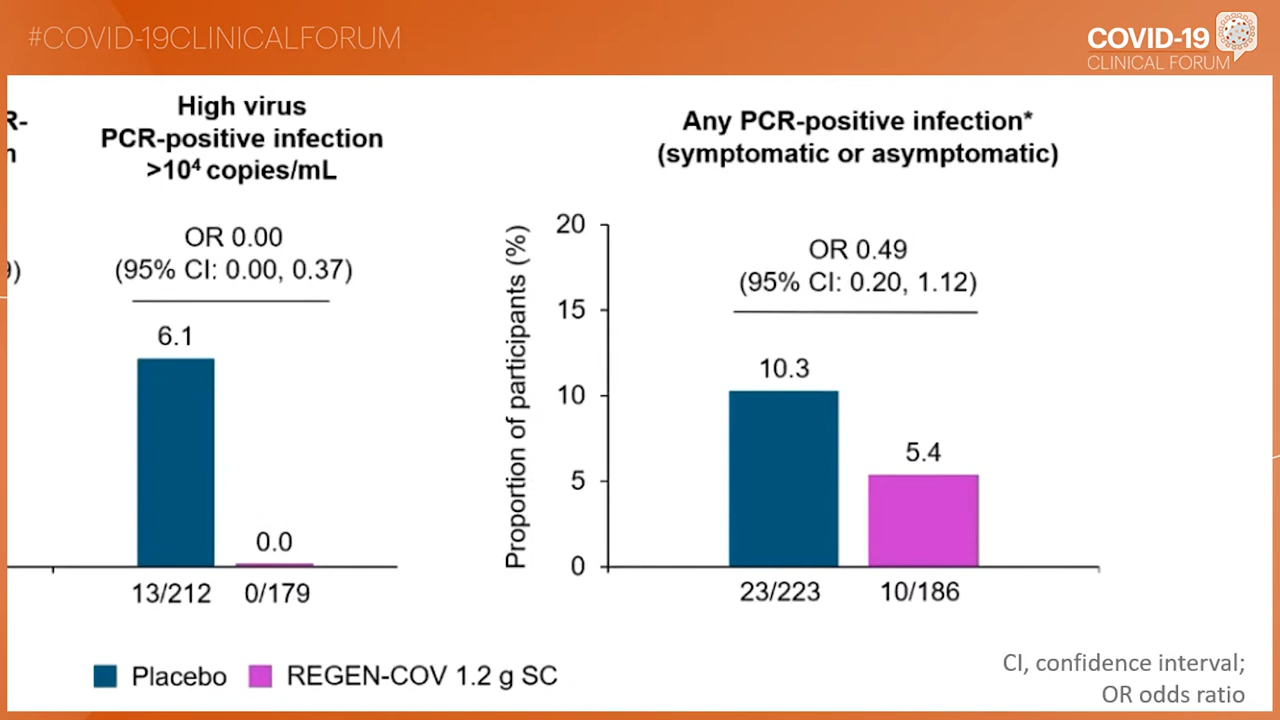 #COVID-19CLINICALFORUM
COVID-19
CLINICAL FORUM
R-
n
9)
High virus
PCR-positive infection
>10⁴ copies/mL
OR 0.00
(95% CI: 0.00, 0.37)
6.1
0.0
13/212 0/179
Any PCR-positive infection*
(symptomatic or asymptomatic)
Proportion of participants (%)
20
15
10
5
0
OR 0.49
(95% CI: 0.20, 1.12)
10.3
5.4
23/223 10/186
Placebo REGEN-COV 1.2 g SC
CI, confidence interval;
OR odds ratio